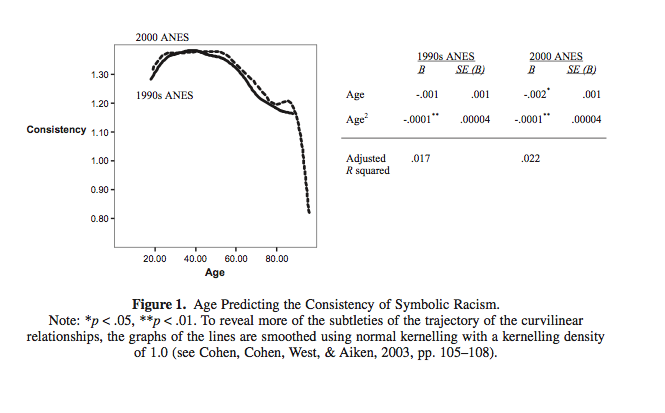 2000 ANES
1990s ANES
Consistency
1.30
1.20
1.10
1.00
0.90
0.80
20.00 40.00 60.00 80.00
Age
1990s ANES 2000 ANES
B SE (B) B SE (B)
Age -.001 .001 -.002* .001
Age² -.0001** .00004 -.0001** .00004
Adjusted .017 .022
R squared
Figure 1. Age Predicting the Consistency of Symbolic Racism.
Note: *p < .05, **p < .01. To reveal more of the subtleties of the trajectory of the curvilinear
relationships, the graphs of the lines are smoothed using normal kernelling with a kernelling density
of 1.0 (see Cohen, Cohen, West, & Aiken, 2003, pp. 105–108).